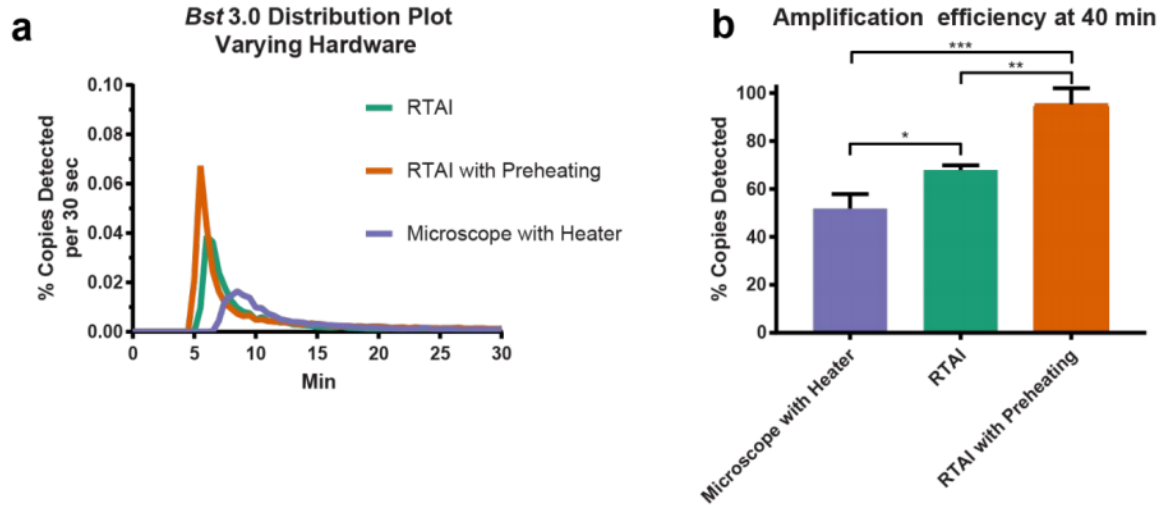 a
Bst 3.0 Distribution Plot
Varying Hardware
% Copies Detected
per 30 sec
0.10
0.08
0.06
0.04
0.02
0.00
0
5
10
15
20
25
30
Min
RTAI
RTAI with Preheating
Microscope with Heater
b
Amplification efficiency at 40 min
***
**
*
% Copies Detected
100
80
60
40
20
0
Microscope with Heater
RTAI
RTAI with Preheating